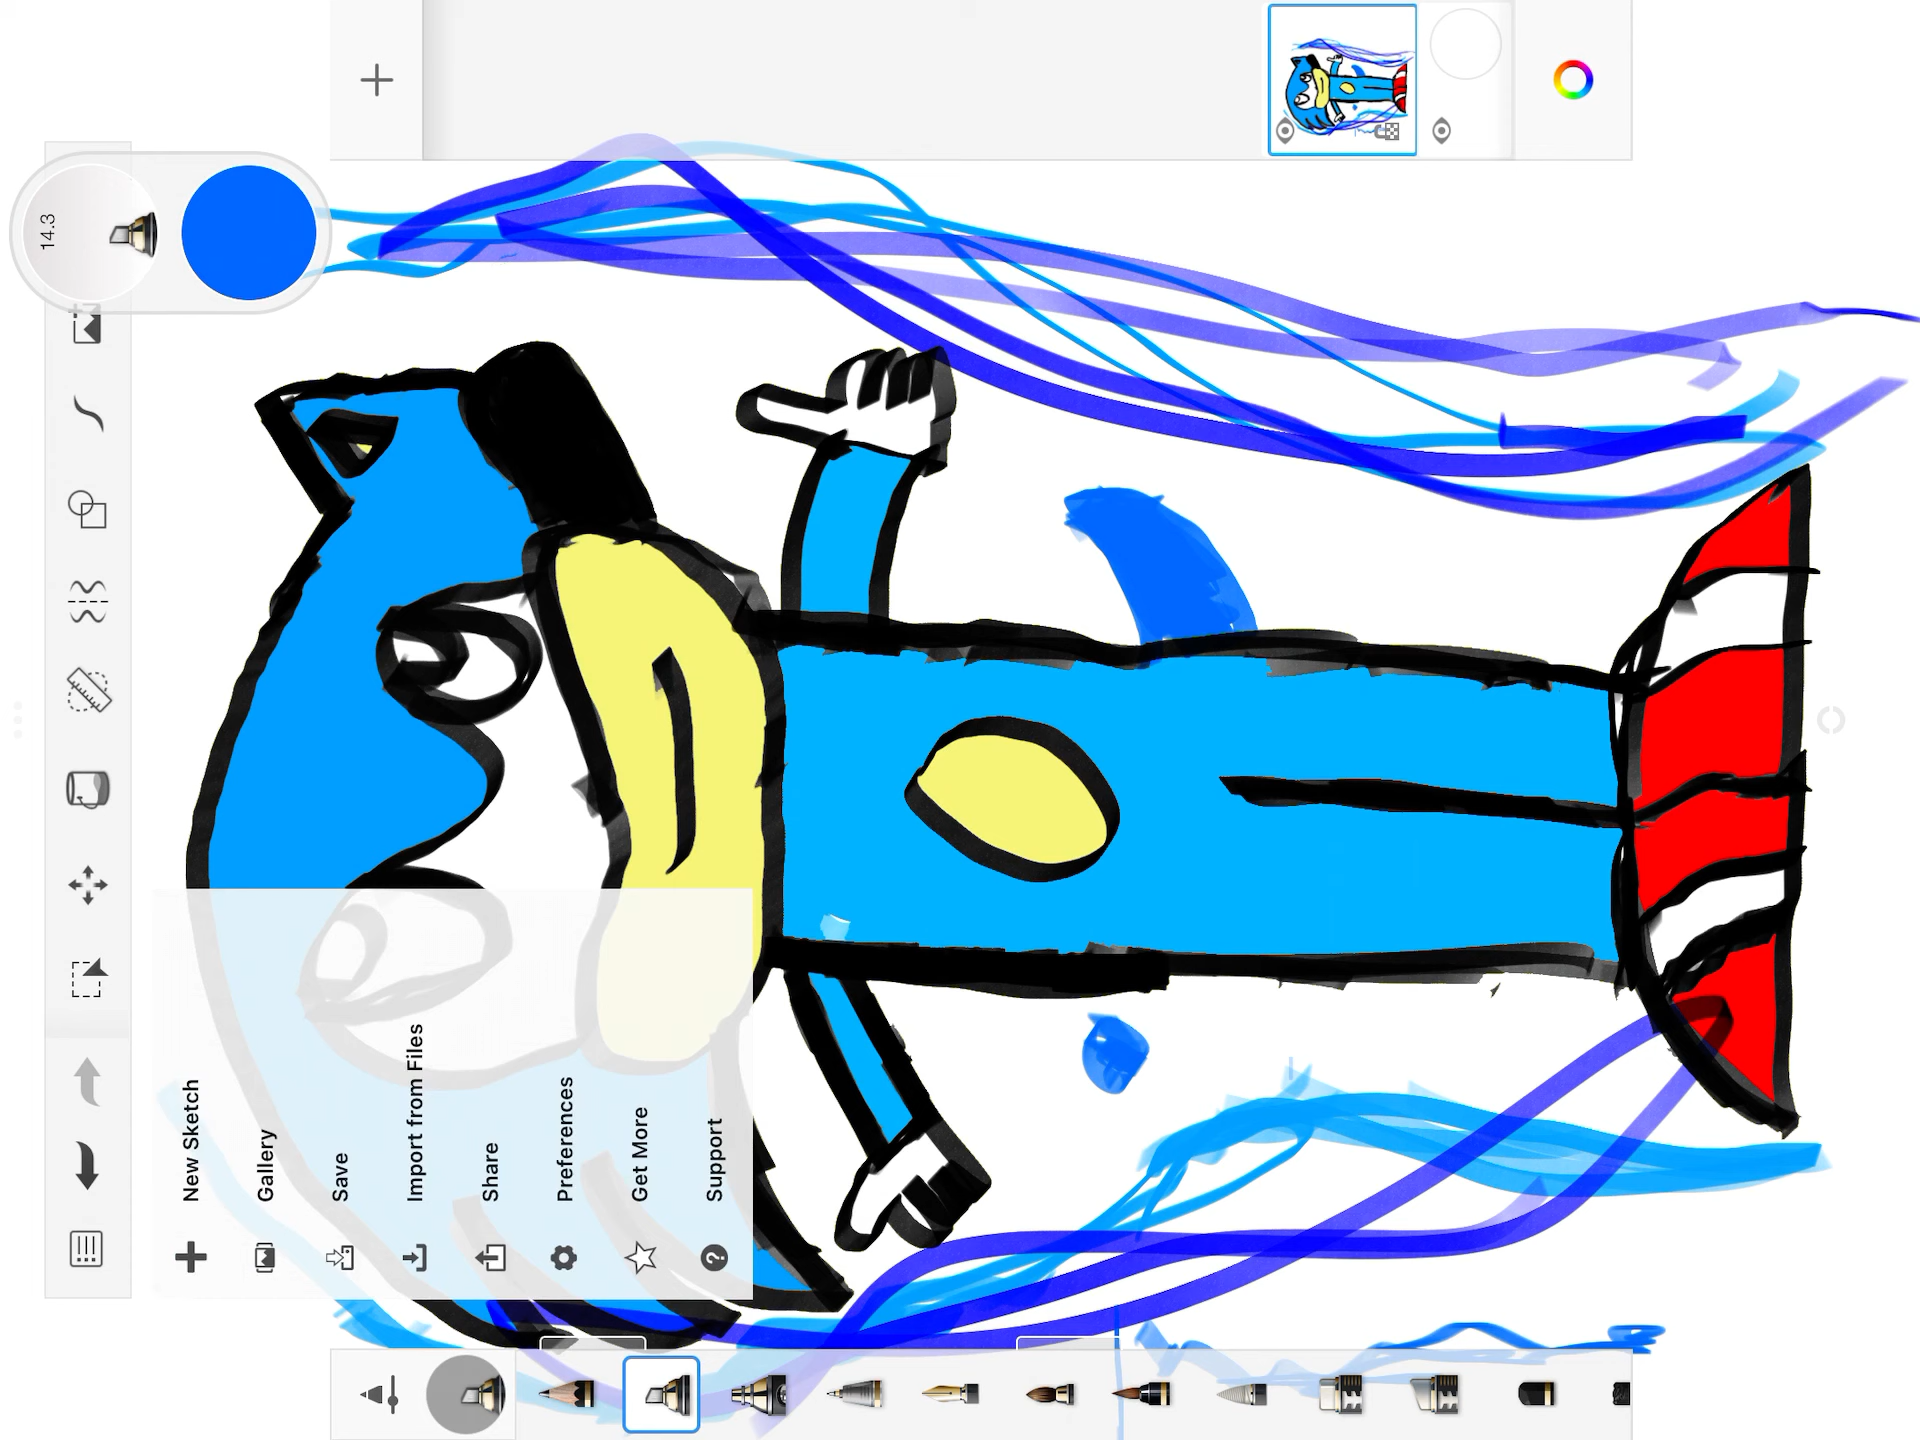 14.3
New Sketch
Gallery
Save
Import from Files
Share
Preferences
Get More
Support